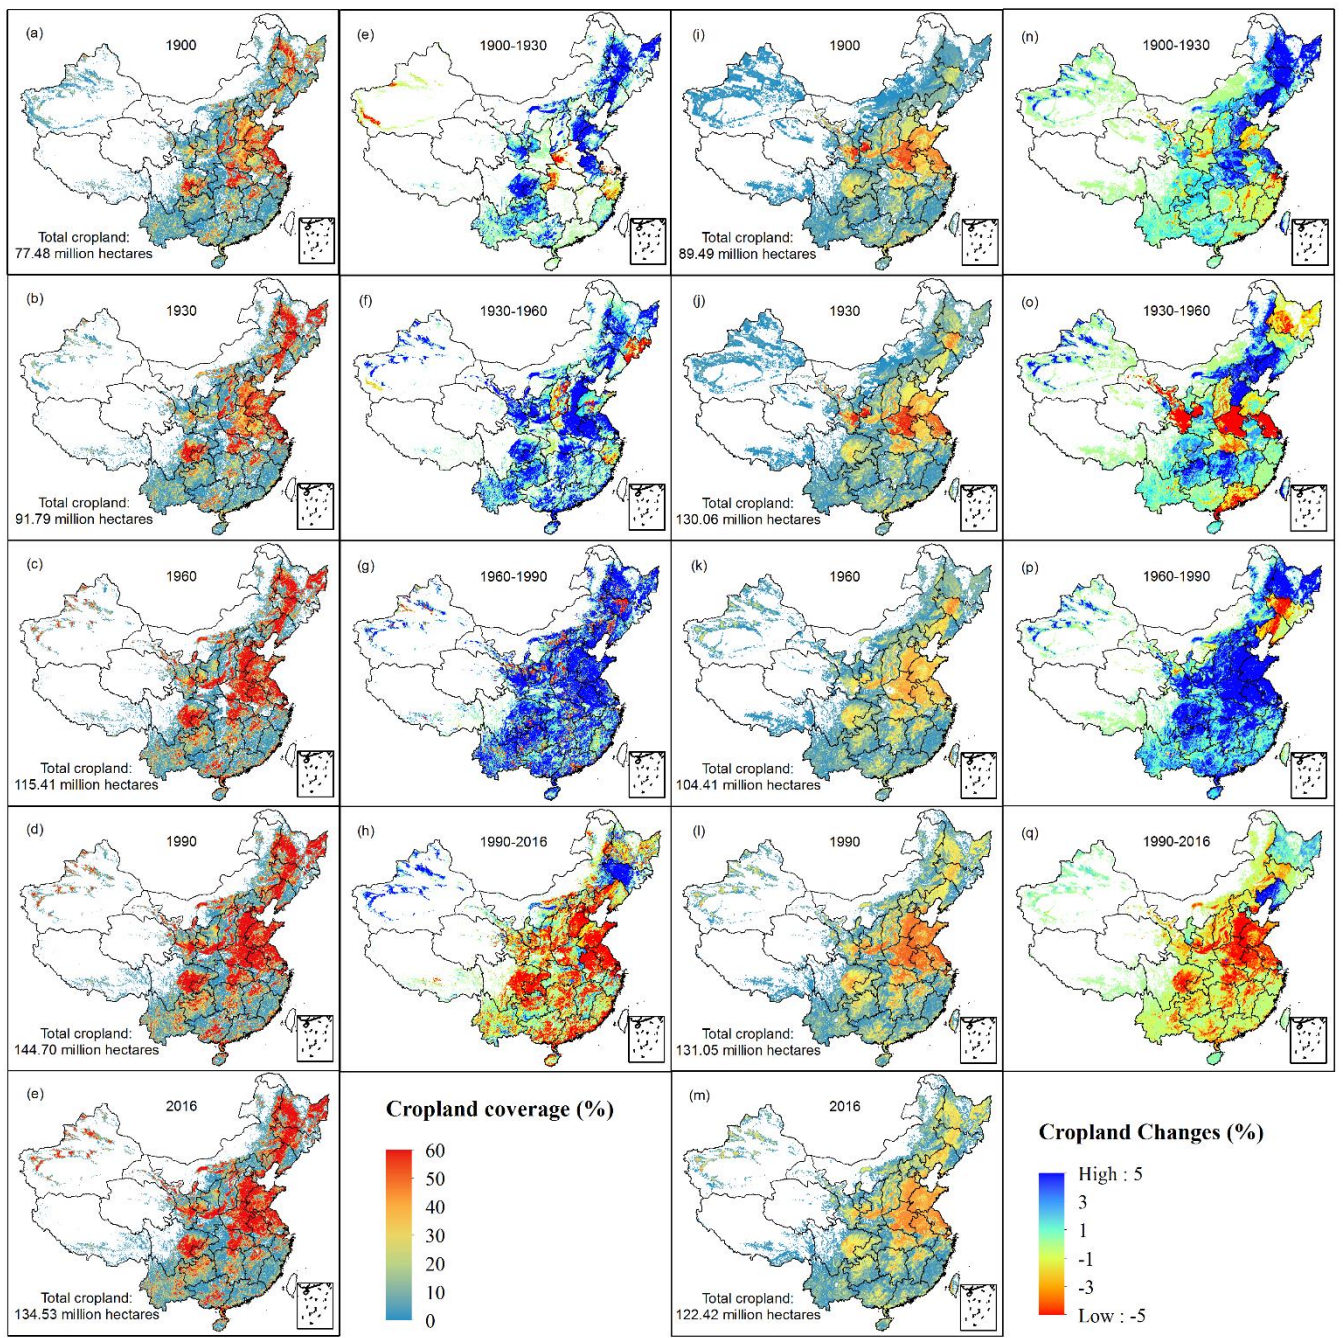 (a)
1900
Total cropland:
77.48 million hectares
(e)
1900-1930
(i)
1900
Total cropland:
89.49 million hectares
(n)
1900-1930
(b)
1930
Total cropland:
91.79 million hectares
(f)
1930-1960
(j)
1930
Total cropland:
130.06 million hectares
(o)
1930-1960
(c)
1960
Total cropland:
115.41 million hectares
(g)
1960-1990
(k)
1960
Total cropland:
104.41 million hectares
(p)
1960-1990
(d)
1990
Total cropland:
144.70 million hectares
(h)
1990-2016
(l)
1990
Total cropland:
131.05 million hectares
(q)
1990-2016
(e)
2016
Total cropland:
134.53 million hectares
Cropland coverage (%)
60
50
40
30
20
10
0
(m)
2016
Total cropland:
122.42 million hectares
Cropland Changes (%)
High : 5
3
1
-1
-3
Low : -5